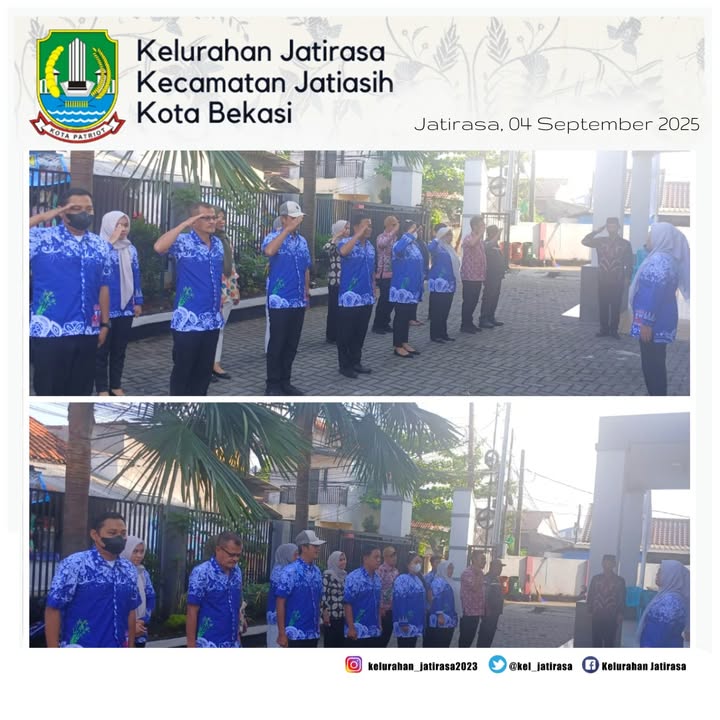 Kelurahan Jatirasa
Kecamatan Jatiasih
Kota Bekasi
KOTA PATRIOT
Jatirasa, 04 September 2025
kelurahan_jatirasa2023 @kel_jatirasa Kelurahan Jatirasa